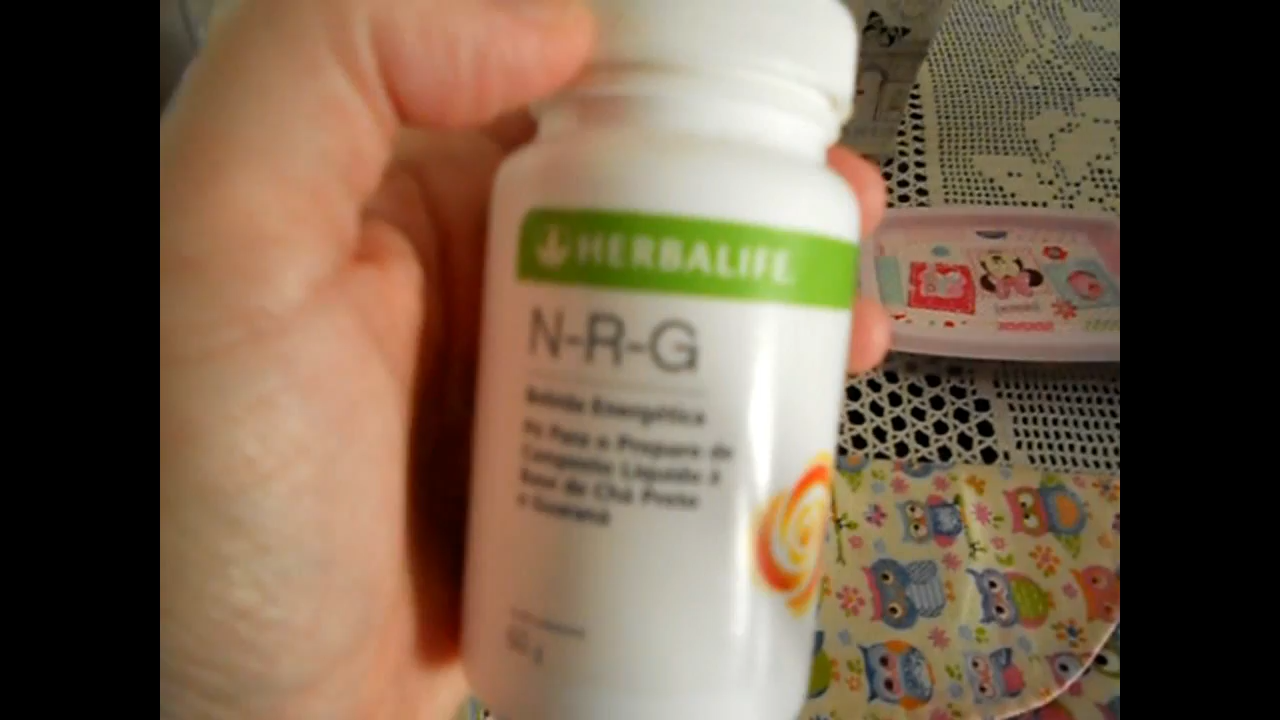 HERBALIFE
N-R-G
Bebida Energética
Pó Para o Preparo de
Composto Líquido à
Base de Chá Preto
e Guaraná